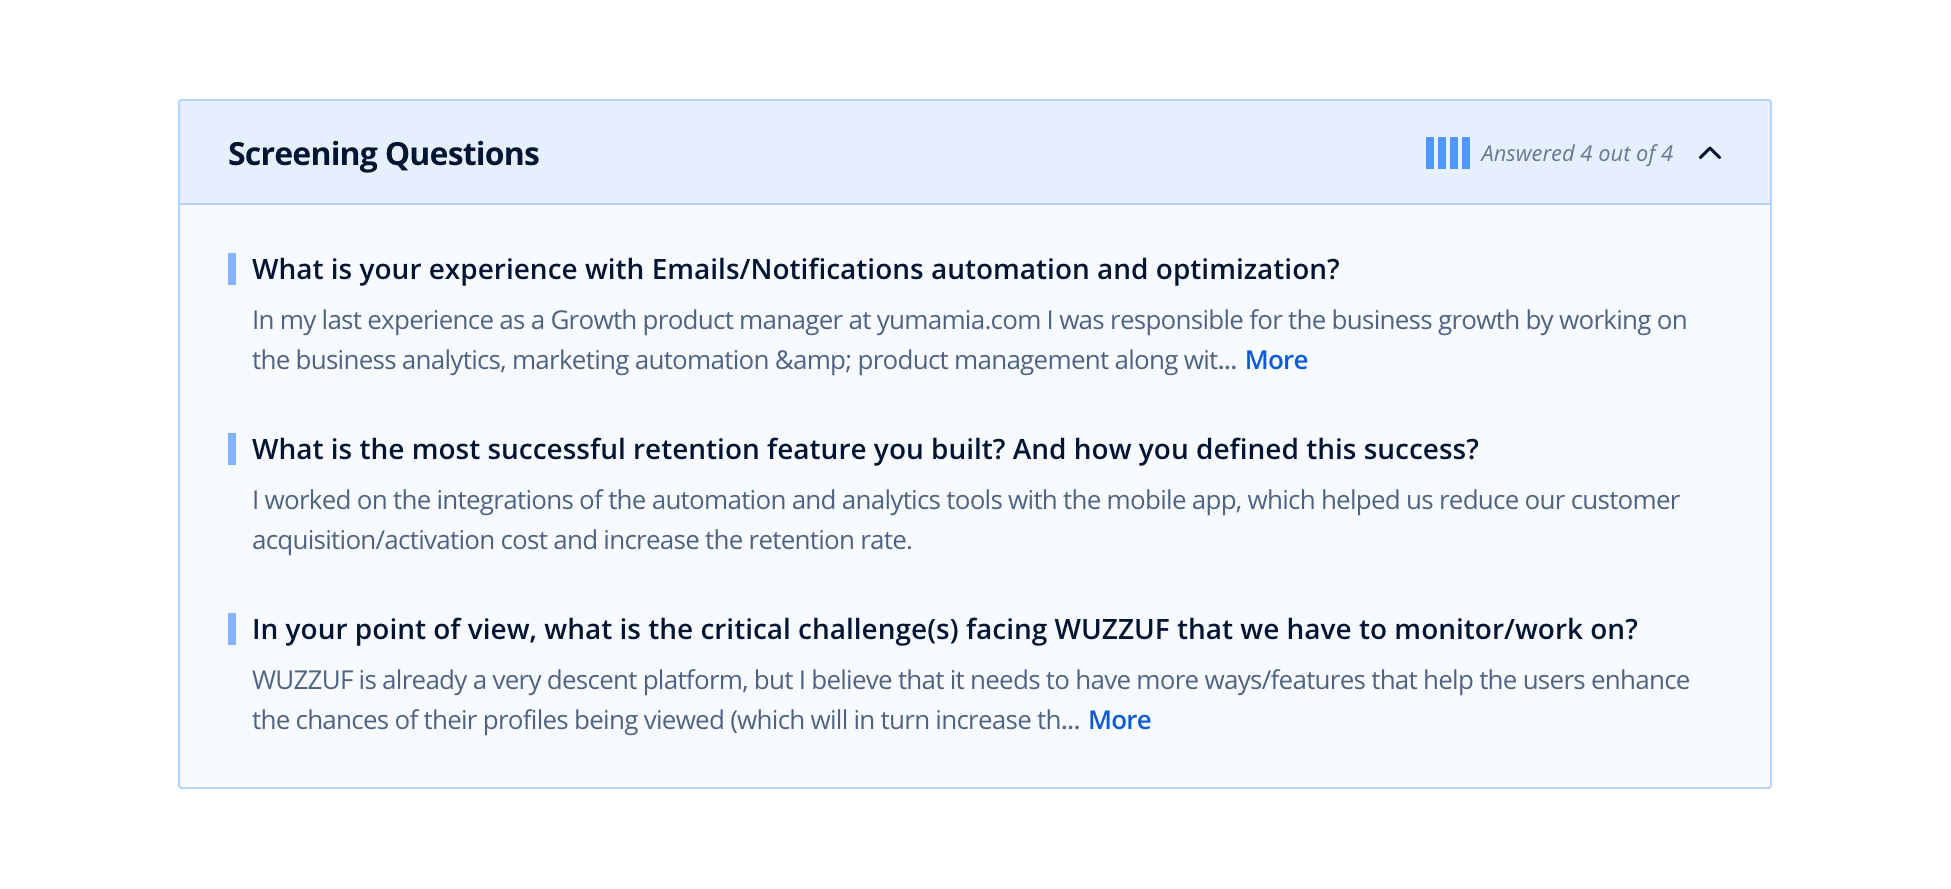 Screening Questions
Answered 4 out of 4
What is your experience with Emails/Notifications automation and optimization?
In my last experience as a Growth product manager at yumamia.com I was responsible for the business growth by working on
the business analytics, marketing automation &amp; product management along wit... More
What is the most successful retention feature you built? And how you defined this success?
I worked on the integrations of the automation and analytics tools with the mobile app, which helped us reduce our customer
acquisition/activation cost and increase the retention rate.
In your point of view, what is the critical challenge(s) facing WUZZUF that we have to monitor/work on?
WUZZUF is already a very descent platform, but I believe that it needs to have more ways/features that help the users enhance
the chances of their profiles being viewed (which will in turn increase th... More